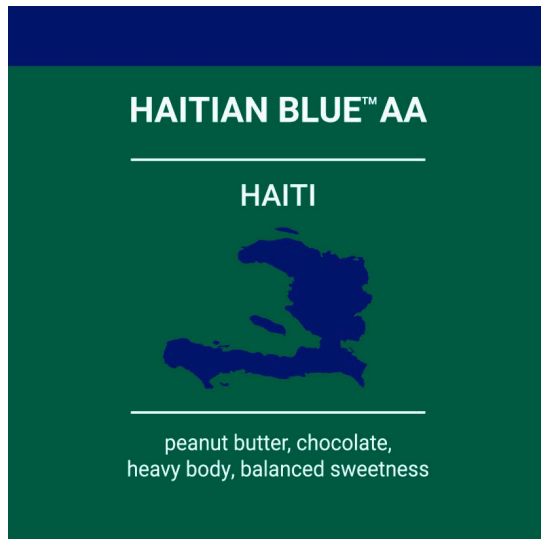 HAITIAN BLUE™ AA
HAITI
peanut butter, chocolate,
heavy body, balanced sweetness